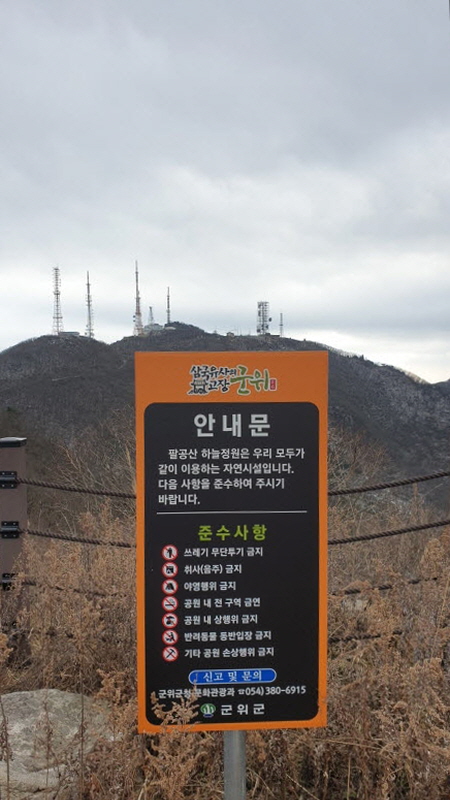 삼국유사의
고장 군위
안내문
팔공산 하늘정원은 우리 모두가
같이 이용하는 자연시설입니다.
다음 사항을 준수하여 주시기
바랍니다.
준수사항
쓰레기 무단투기 금지
취사(음주) 금지
야영행위 금지
공원 내 전 구역 금연
공원 내 상행위 금지
반려동물 동반입장 금지
기타 공원 손상행위 금지
신고 및 문의
군위군청 문화관광과 ☎054) 380-6915
군위군